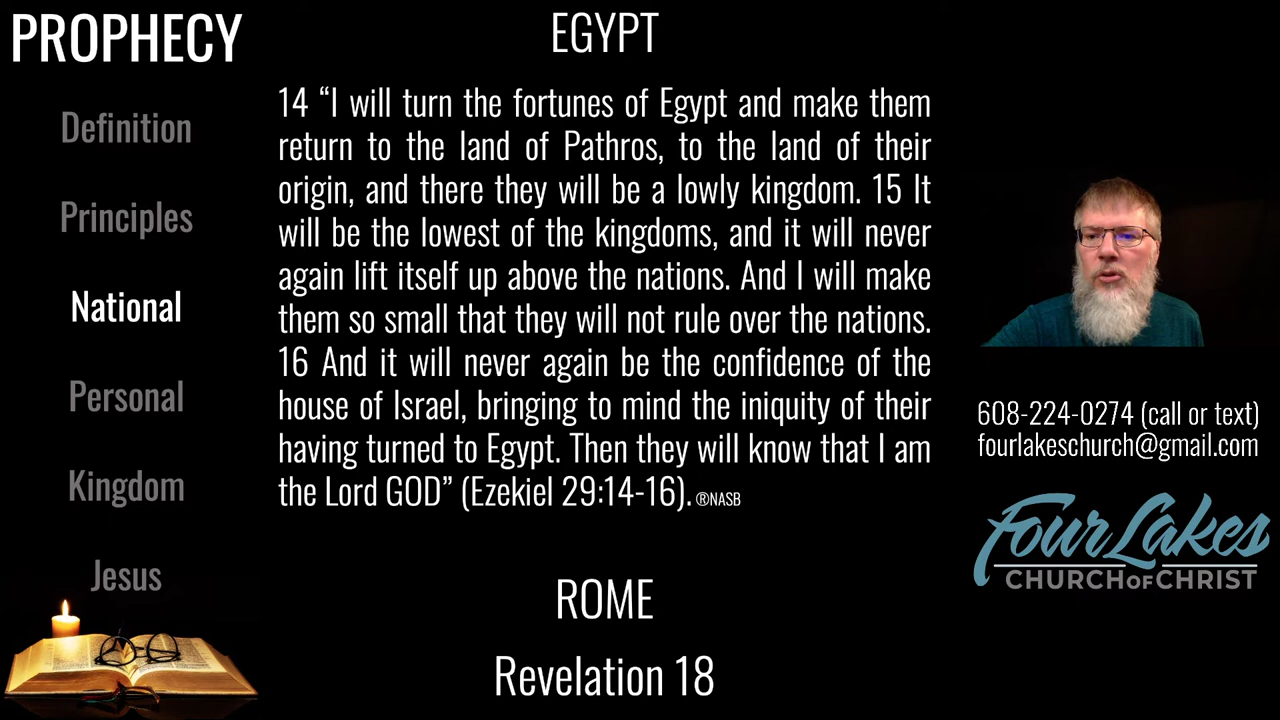 PROPHECY
Definition
Principles
National
Personal
Kingdom
Jesus
EGYPT
14 “I will turn the fortunes of Egypt and make them
return to the land of Pathros, to the land of their
origin, and there they will be a lowly kingdom. 15 It
will be the lowest of the kingdoms, and it will never
again lift itself up above the nations. And I will make
them so small that they will not rule over the nations.
16 And it will never again be the confidence of the
house of Israel, bringing to mind the iniquity of their
having turned to Egypt. Then they will know that I am
the Lord GOD” (Ezekiel 29:14-16). ®NASB
ROME
Revelation 18
608-224-0274 (call or text)
fourlakeschurch@gmail.com
Four Lakes
CHURCH OF CHRIST